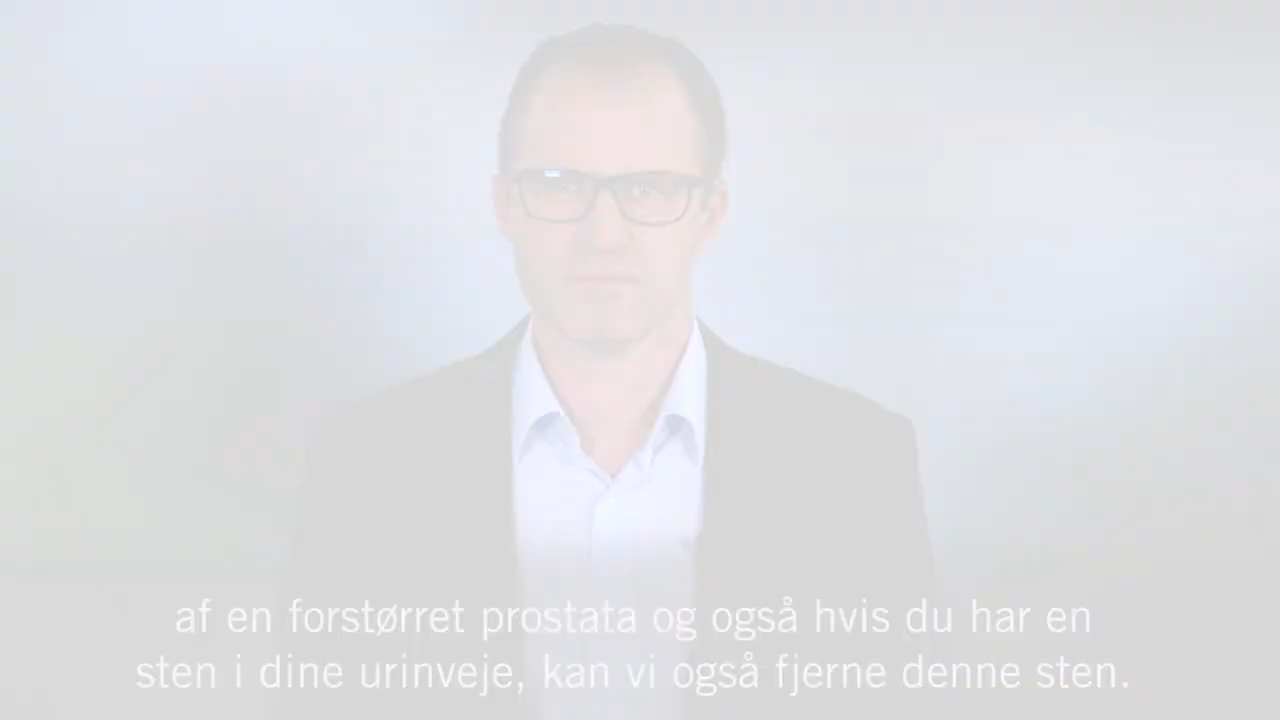 af en forstørret prostata og også hvis du har en
sten i dine urinveje, kan vi også fjerne denne sten.